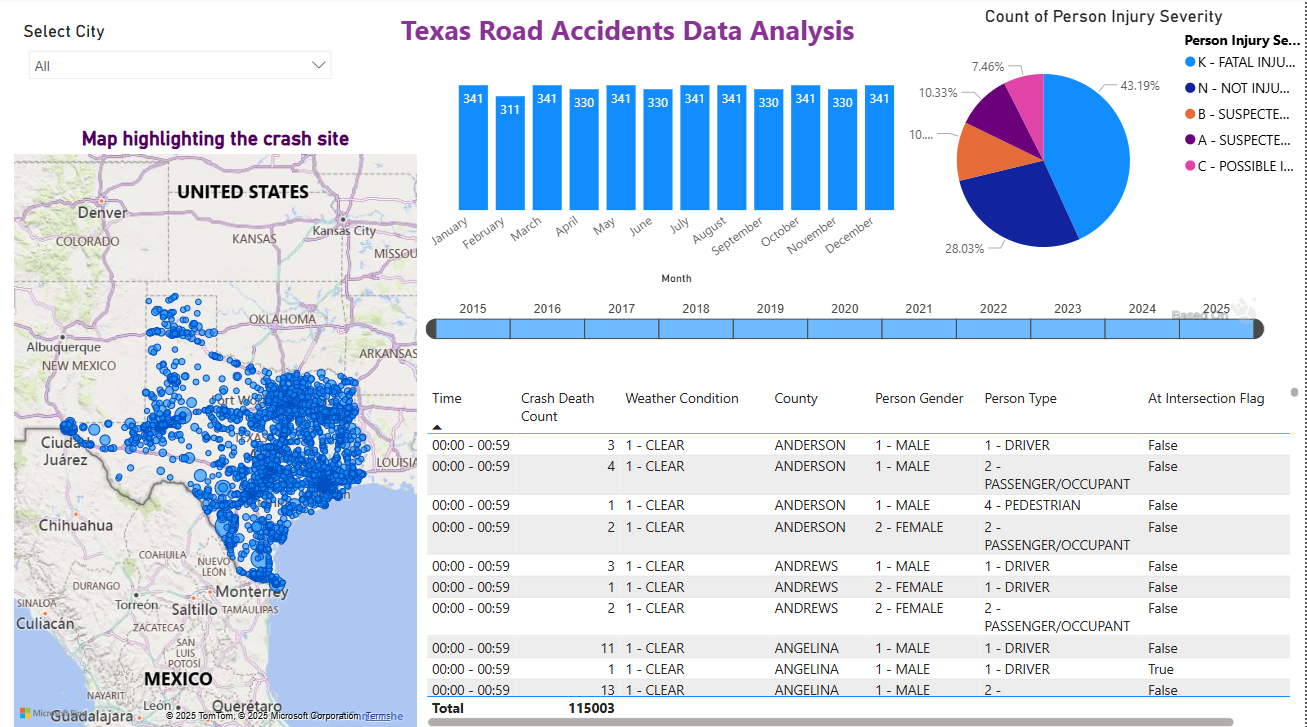 Select City
All
Texas Road Accidents Data Analysis
Map highlighting the crash site
UNITED STATES
Denver
COLORADO
KANSAS
Kansas City
MISSOU
OKLAHOMA
Albuquerque
NEW MEXICO
ARKANSAS
Ciudad
Juárez
LOUISIA
Chihuahua
COAHUILA
NUEVO
LEÓN
Monterrey
DURANGO
Torreón
Saltillo
TAMAULIPAS
SINALOA
Culiacán
ZACATECAS
SAN
LUIS
POTOSÍ
MEXICO
NAYARIT
León
Querétaro
Guadalajara
© 2025 TomTom, © 2025 Microsoft Corporation Terms
341
311
341
330
341
330
341
341
330
341
330
341
January
February
March
April
May
June
July
August
September
October
November
December
Month
Count of Person Injury Severity
7.46%
10.33%
10....
28.03%
43.19%
Person Injury Se...
K - FATAL INJU...
N - NOT INJU...
B - SUSPECTE...
A - SUSPECTE...
C - POSSIBLE I...
2015 2016 2017 2018 2019 2020 2021 2022 2023 2024 2025
Time Crash Death Count Weather Condition County Person Gender Person Type At Intersection Flag
00:00 - 00:59 3 1 - CLEAR ANDERSON 1 - MALE 1 - DRIVER False
00:00 - 00:59 4 1 - CLEAR ANDERSON 1 - MALE 2 - PASSENGER/OCCUPANT False
00:00 - 00:59 1 1 - CLEAR ANDERSON 1 - MALE 4 - PEDESTRIAN False
00:00 - 00:59 2 1 - CLEAR ANDERSON 2 - FEMALE 2 - PASSENGER/OCCUPANT False
00:00 - 00:59 3 1 - CLEAR ANDREWS 1 - MALE 1 - DRIVER False
00:00 - 00:59 1 1 - CLEAR ANDREWS 2 - FEMALE 1 - DRIVER False
00:00 - 00:59 2 1 - CLEAR ANDREWS 2 - FEMALE 2 - PASSENGER/OCCUPANT False
00:00 - 00:59 11 1 - CLEAR ANGELINA 1 - MALE 1 - DRIVER False
00:00 - 00:59 1 1 - CLEAR ANGELINA 1 - MALE 1 - DRIVER True
00:00 - 00:59 13 1 - CLEAR ANGELINA 1 - MALE 2 - False
Total 115003